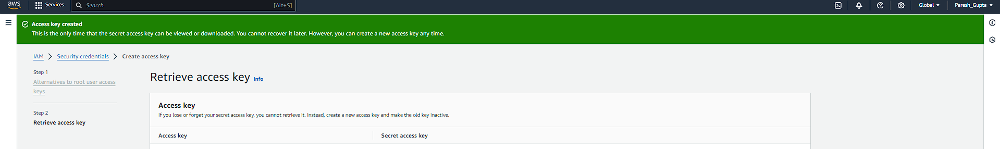 aws
Services
Search
[Alt+S]
Global
Paresh_Gupta
Access key created
This is the only time that the secret access key can be viewed or downloaded. You cannot recover it later. However, you can create a new access key any time.
IAM > Security credentials > Create access key
Step 1
Alternatives to root user access
keys
Step 2
Retrieve access key
Retrieve access key Info
Access key
If you lose or forget your secret access key, you cannot retrieve it. Instead, create a new access key and make the old key inactive.
Access key
Secret access key